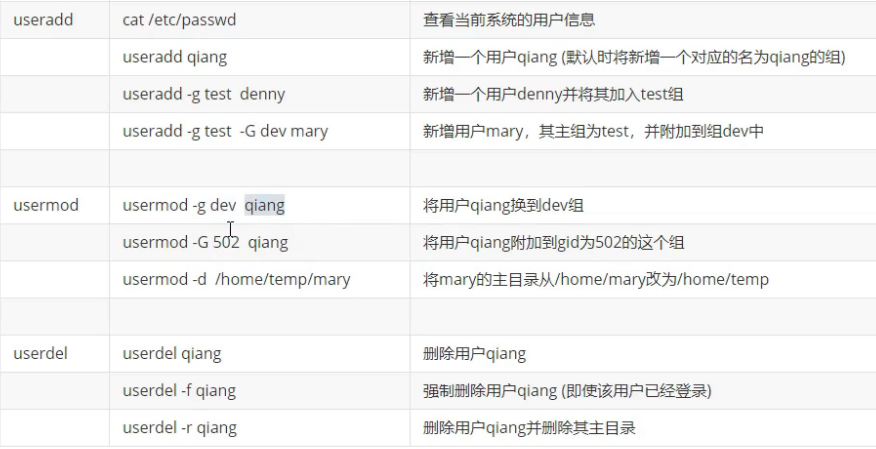 useradd cat /etc/passwd 查看当前系统的用户信息
useradd qiang 新增一个用户qiang (默认时将新增一个对应的名为qiang的组)
useradd -g test denny 新增一个用户denny并将其加入test组
useradd -g test -G dev mary 新增用户mary，其主组为test，并附加到组dev中
usermod usermod -g dev qiang 将用户qiang换到dev组
usermod -G 502 qiang 将用户qiang附加到gid为502的这个组
usermod -d /home/temp/mary 将mary的主目录从/home/mary改为/home/temp
userdel userdel qiang 删除用户qiang
userdel -f qiang 强制删除用户qiang (即使该用户已经登录)
userdel -r qiang 删除用户qiang并删除其主目录